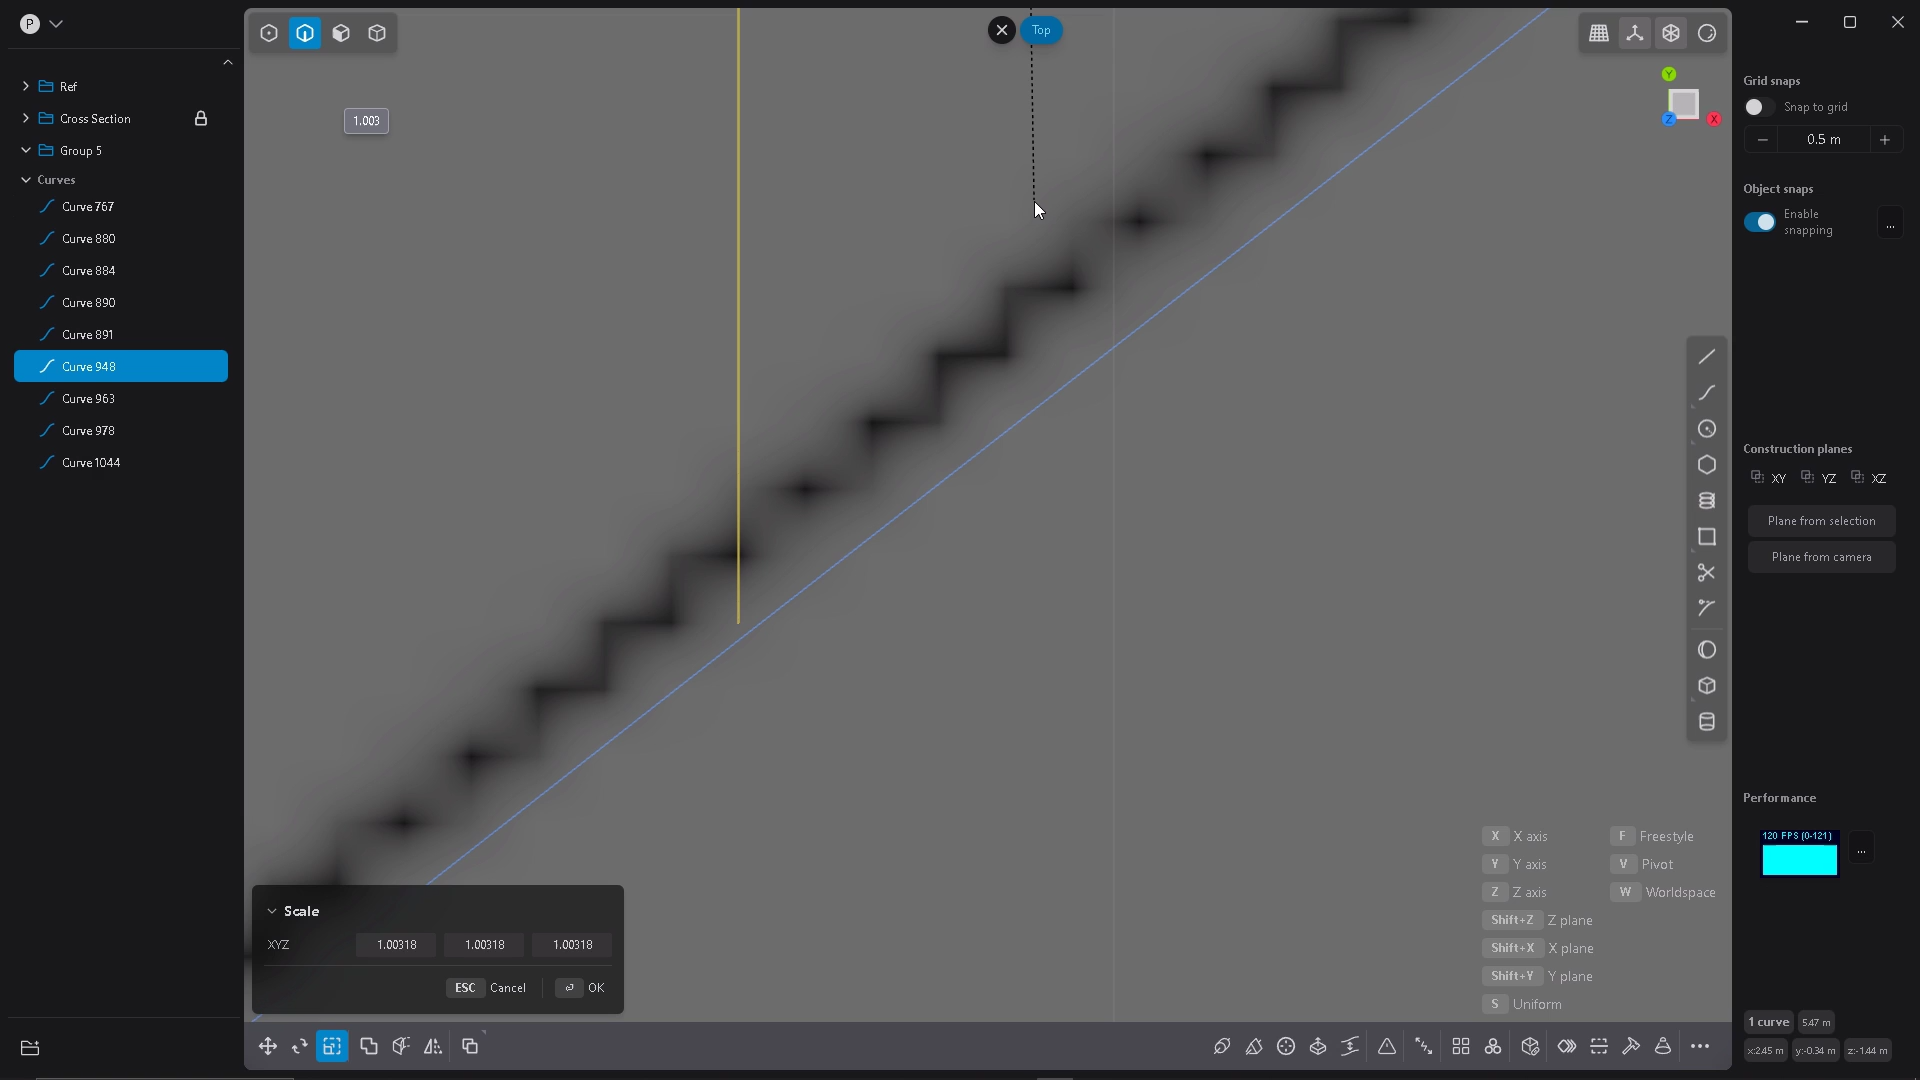 P
Ref
Cross Section
Group 5
Curves
Curve 767
Curve 880
Curve 884
Curve 890
Curve 891
Curve 948
Curve 963
Curve 978
Curve 1044
1.003
Top
Y
Z
X
Grid snaps
Snap to grid
0.5 m
Object snaps
Enable
snapping
...
Construction planes
XY YZ XZ
Plane from selection
Plane from camera
Performance
120 FPS (0-121)
...
X X axis F Freestyle
Y Y axis V Pivot
Z Z axis W Worldspace
Shift+Z Z plane
Shift+X X plane
Shift+Y Y plane
S Uniform
Scale
XYZ 1.00318 1.00318 1.00318
ESC Cancel OK
1 curve 5.47 m
x:2.45 m y:-0.34 m z:-1.44 m